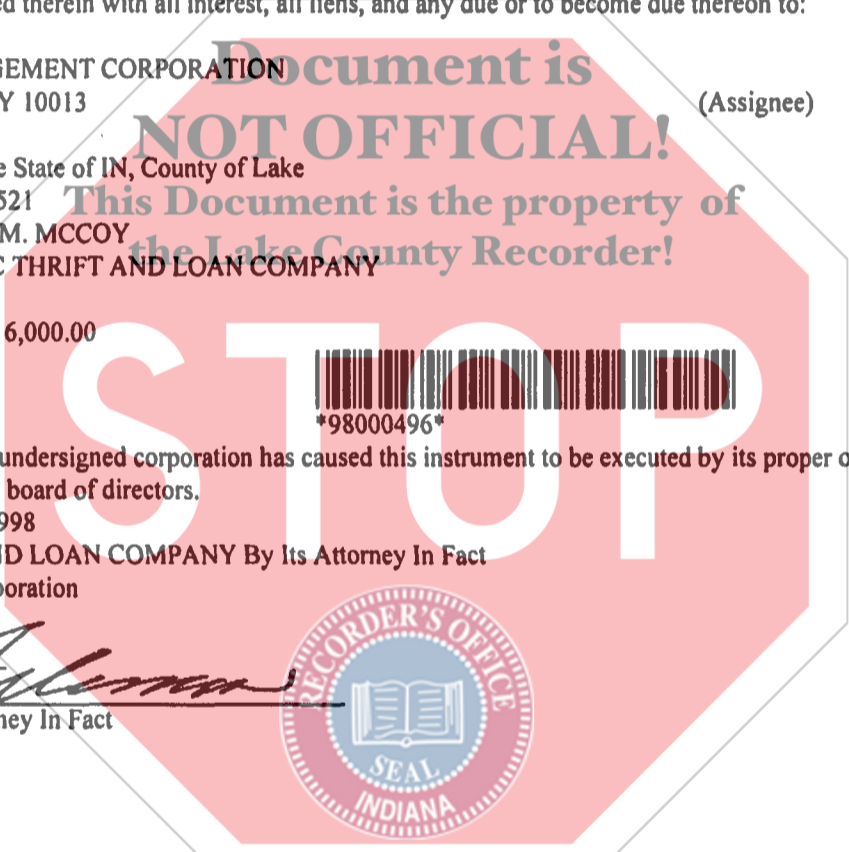 ed therein with all interest, all liens, and any due or to become due thereon to:
Document is
GEMENT CORPORATION
Y 10013 (Assignee)
NOT OFFICIAL!
e State of IN, County of Lake
521
This Document is the property of
M. MCCOY
the Lake County Recorder!
C THRIFT AND LOAN COMPANY
6,000.00
STOP
*98000496*
undersigned corporation has caused this instrument to be executed by its proper o
board of directors.
998
ND LOAN COMPANY By Its Attorney In Fact
poration
ney In Fact
RECORDER'S OFFICE
SEAL
INDIANA